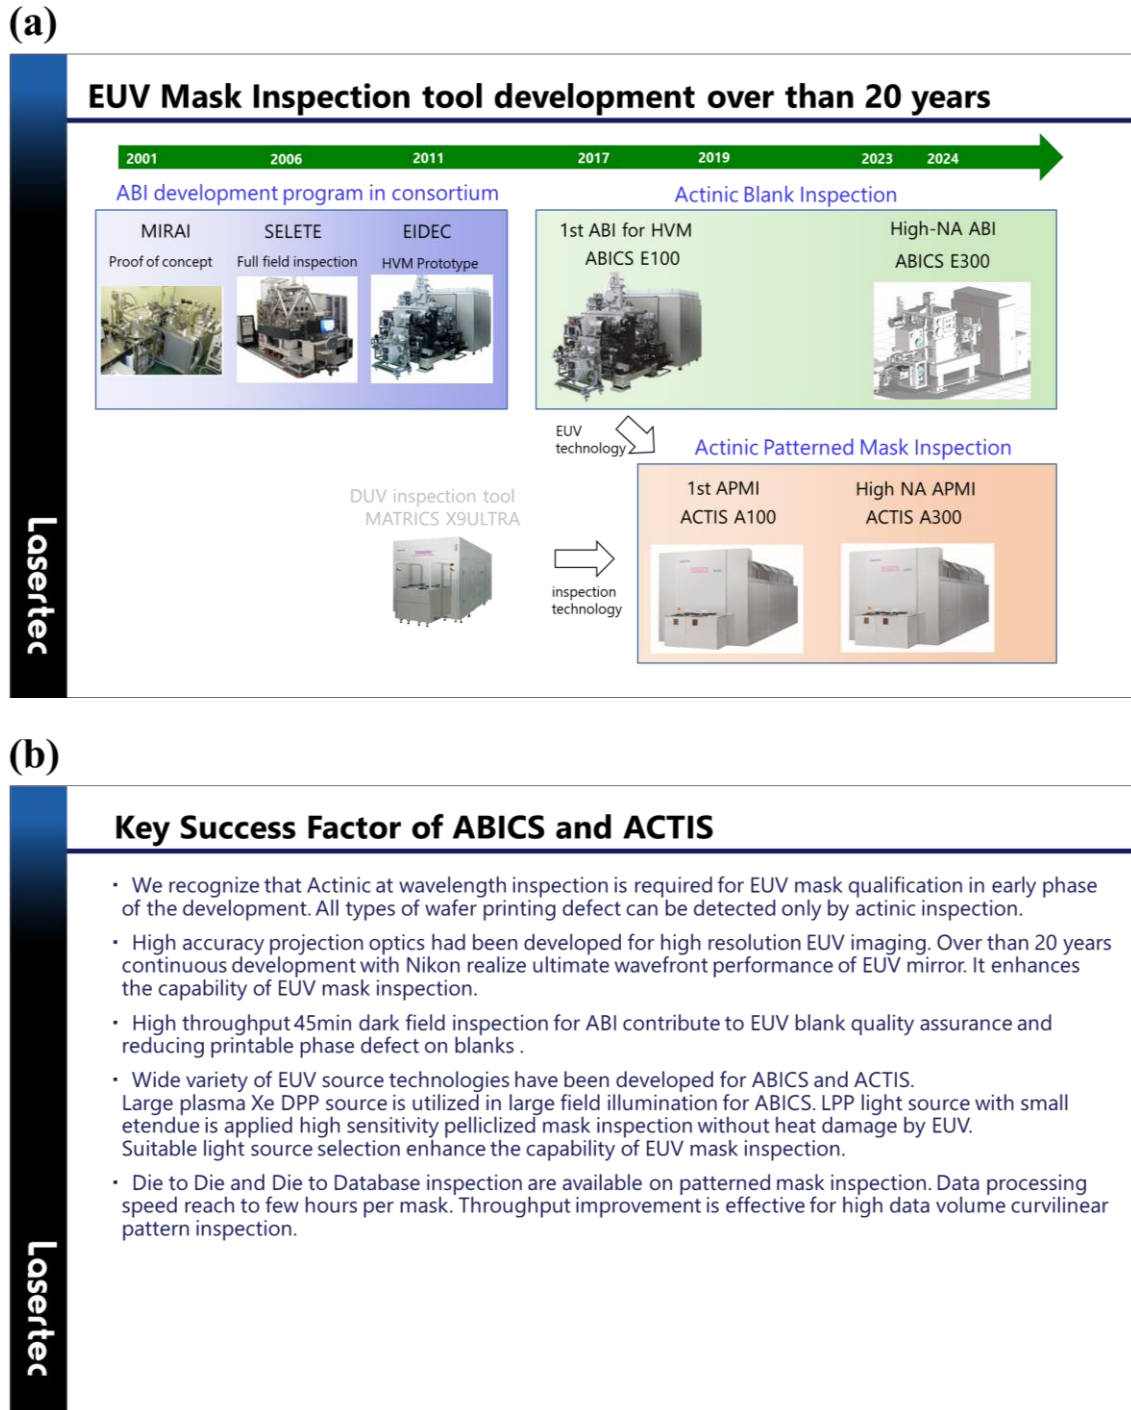 (a)
EUV Mask Inspection tool development over than 20 years
2001 2006 2011 2017 2019 2023 2024
ABI development program in consortium
Actinic Blank Inspection
MIRAI
Proof of concept
SELETE
Full field inspection
EIDEC
HVM Prototype
1st ABI for HVM
ABICS E100
High-NA ABI
ABICS E300
EUV
technology
Actinic Patterned Mask Inspection
DUV inspection tool
MATRICS X9ULTRA
inspection
technology
1st APMI
ACTIS A100
High NA APMI
ACTIS A300
Lasertec
(b)
Key Success Factor of ABICS and ACTIS
・ We recognize that Actinic at wavelength inspection is required for EUV mask qualification in early phase
of the development. All types of wafer printing defect can be detected only by actinic inspection.
・ High accuracy projection optics had been developed for high resolution EUV imaging. Over than 20 years
continuous development with Nikon realize ultimate wavefront performance of EUV mirror. It enhances
the capability of EUV mask inspection.
・ High throughput 45min dark field inspection for ABI contribute to EUV blank quality assurance and
reducing printable phase defect on blanks .
・ Wide variety of EUV source technologies have been developed for ABICS and ACTIS.
Large plasma Xe DPP source is utilized in large field illumination for ABICS. LPP light source with small
etendue is applied high sensitivity pelliclized mask inspection without heat damage by EUV.
Suitable light source selection enhance the capability of EUV mask inspection.
・ Die to Die and Die to Database inspection are available on patterned mask inspection. Data processing
speed reach to few hours per mask. Throughput improvement is effective for high data volume curvilinear
pattern inspection.
Lasertec